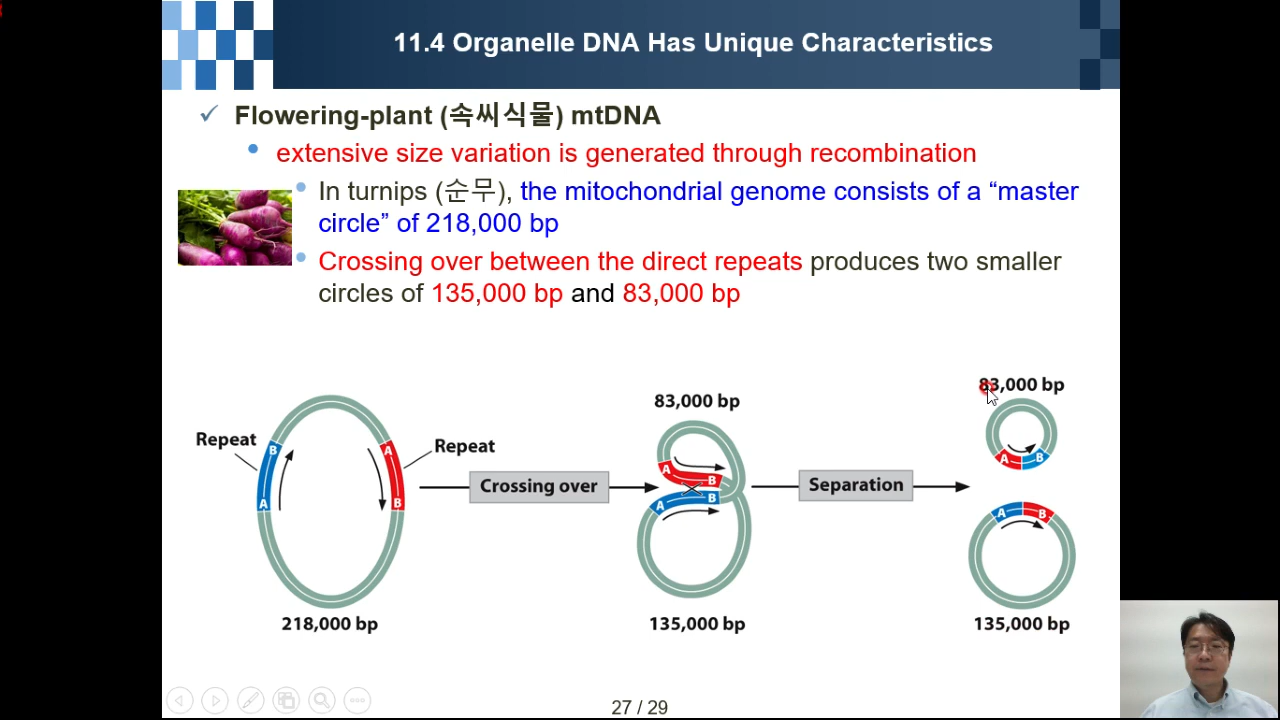 11.4 Organelle DNA Has Unique Characteristics
✓ Flowering-plant (속씨식물) mtDNA
• extensive size variation is generated through recombination
• In turnips (순무), the mitochondrial genome consists of a “master
circle” of 218,000 bp
• Crossing over between the direct repeats produces two smaller
circles of 135,000 bp and 83,000 bp
Repeat
B
A
A
B
Repeat
218,000 bp
Crossing over
83,000 bp
A
B
A
B
135,000 bp
Separation
83,000 bp
A
B
A
B
135,000 bp
27 / 29